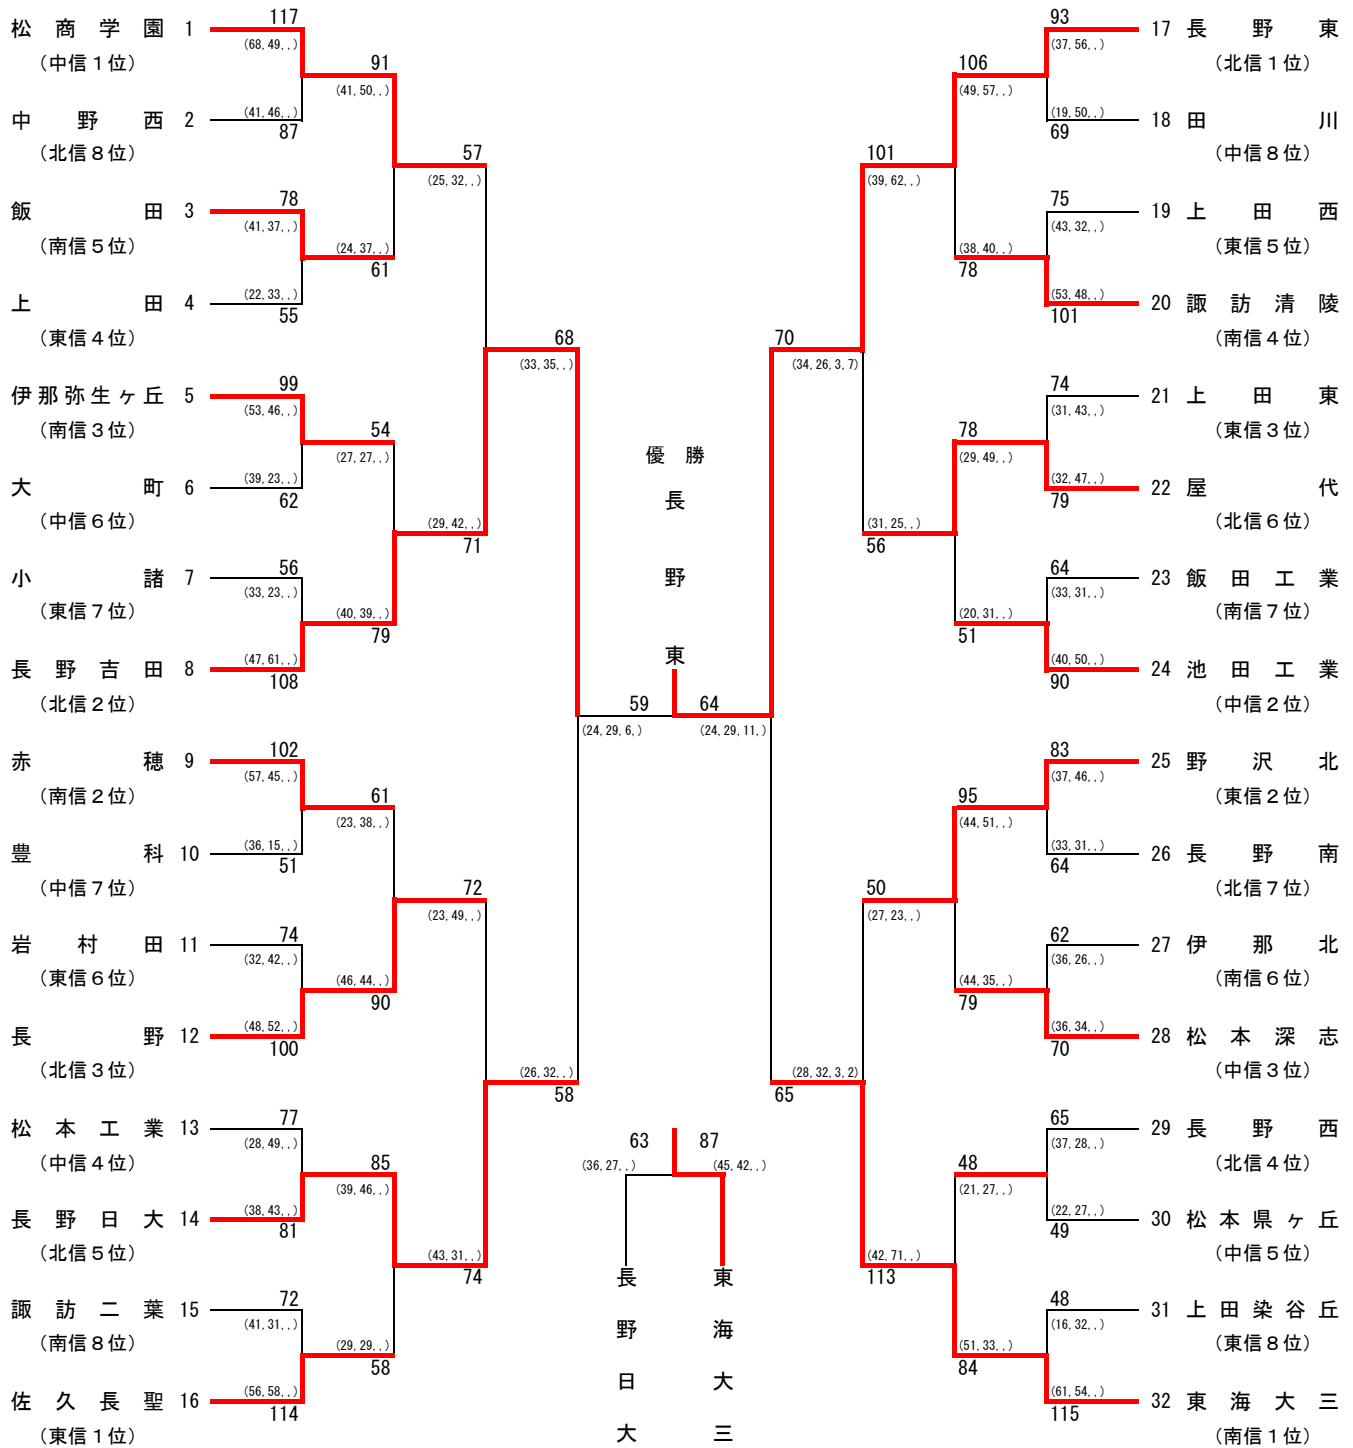 松商学園 1
（中信１位）
117
(68,49,,)
中野西 2
（北信８位）
(41,46,,)
87
91
(41,50,,)
飯田 3
（南信５位）
78
(41,37,,)
上田 4
（東信４位）
(22,33,,)
55
(24,37,,)
61
57
(25,32,,)
伊那弥生ヶ丘 5
（南信３位）
99
(53,46,,)
大町 6
（中信６位）
(39,23,,)
62
54
(27,27,,)
小諸 7
（東信７位）
56
(33,23,,)
長野吉田 8
（北信２位）
(47,61,,)
108
(40,39,,)
79
(29,42,,)
71
68
(33,35,,)
赤穂 9
（南信２位）
102
(57,45,,)
豊科 10
（中信７位）
(36,15,,)
51
61
(23,38,,)
岩村田 11
（東信６位）
74
(32,42,,)
長野 12
（北信３位）
(48,52,,)
100
(46,44,,)
90
72
(23,49,,)
松本工業 13
（中信４位）
77
(28,49,,)
長野日大 14
（北信５位）
(38,43,,)
81
85
(39,46,,)
諏訪二葉 15
（南信８位）
72
(41,31,,)
佐久長聖 16
（東信１位）
(56,58,,)
114
(29,29,,)
58
(43,31,,)
74
(26,32,,)
58
優勝
長野東
59
(24,29,6,)
64
(24,29,11,)
63
(36,27,,)
87
(45,42,,)
長野日大
東海大三
93
(37,56,,)
17 長野東
（北信１位）
(19,50,,)
69
18 田川
（中信８位）
106
(49,57,,)
75
(43,32,,)
19 上田西
（東信５位）
(53,48,,)
101
20 諏訪清陵
（南信４位）
(38,40,,)
78
101
(39,62,,)
74
(31,43,,)
21 上田東
（東信３位）
(32,47,,)
79
22 屋代
（北信６位）
78
(29,49,,)
64
(33,31,,)
23 飯田工業
（南信７位）
(40,50,,)
90
24 池田工業
（中信２位）
(20,31,,)
51
(31,25,,)
56
70
(34,26,3,7)
83
(37,46,,)
25 野沢北
（東信２位）
(33,31,,)
64
26 長野南
（北信７位）
95
(44,51,,)
62
(36,26,,)
27 伊那北
（南信６位）
(36,34,,)
70
28 松本深志
（中信３位）
(44,35,,)
79
50
(27,23,,)
65
(37,28,,)
29 長野西
（北信４位）
(22,27,,)
49
30 松本県ヶ丘
（中信５位）
48
(21,27,,)
48
(16,32,,)
31 上田染谷丘
（東信８位）
(61,54,,)
115
32 東海大三
（南信１位）
(51,33,,)
84
(42,71,,)
113
(28,32,3,2)
65